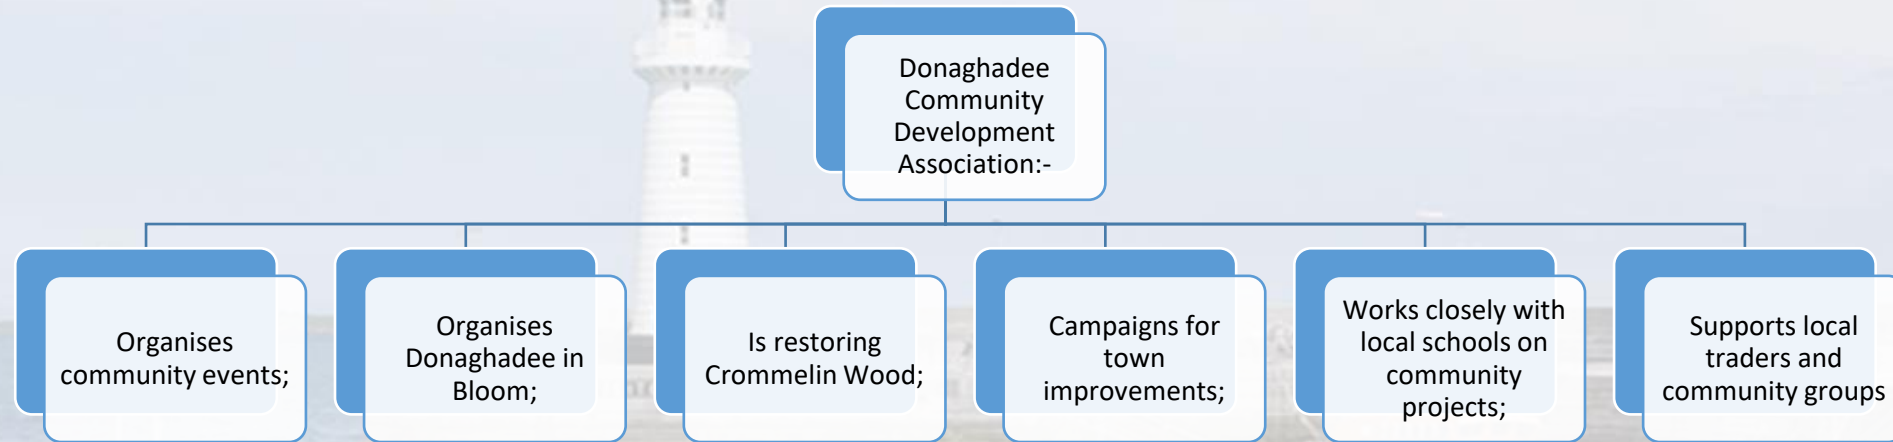 Donaghadee
Community
Development
Association:-
Organises
community events;
Organises
Donaghadee in
Bloom;
Is restoring
Crommelin Wood;
Campaigns for
town
improvements;
Works closely with
local schools on
community
projects;
Supports local
traders and
community groups